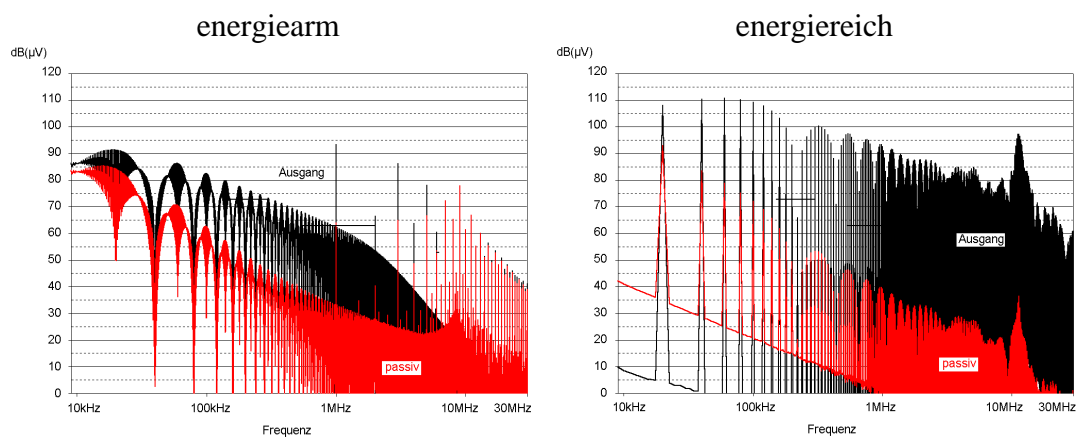 energiearm
dB(µV)
120
110
100
90
80
70
60
50
40
30
20
10
0
Ausgang
passiv
10kHz 100kHz 1MHz 10MHz 30MHz
Frequenz
energiereich
dB(µV)
120
110
100
90
80
70
60
50
40
30
20
10
0
Ausgang
passiv
10kHz 100kHz 1MHz 10MHz 30MHz
Frequenz